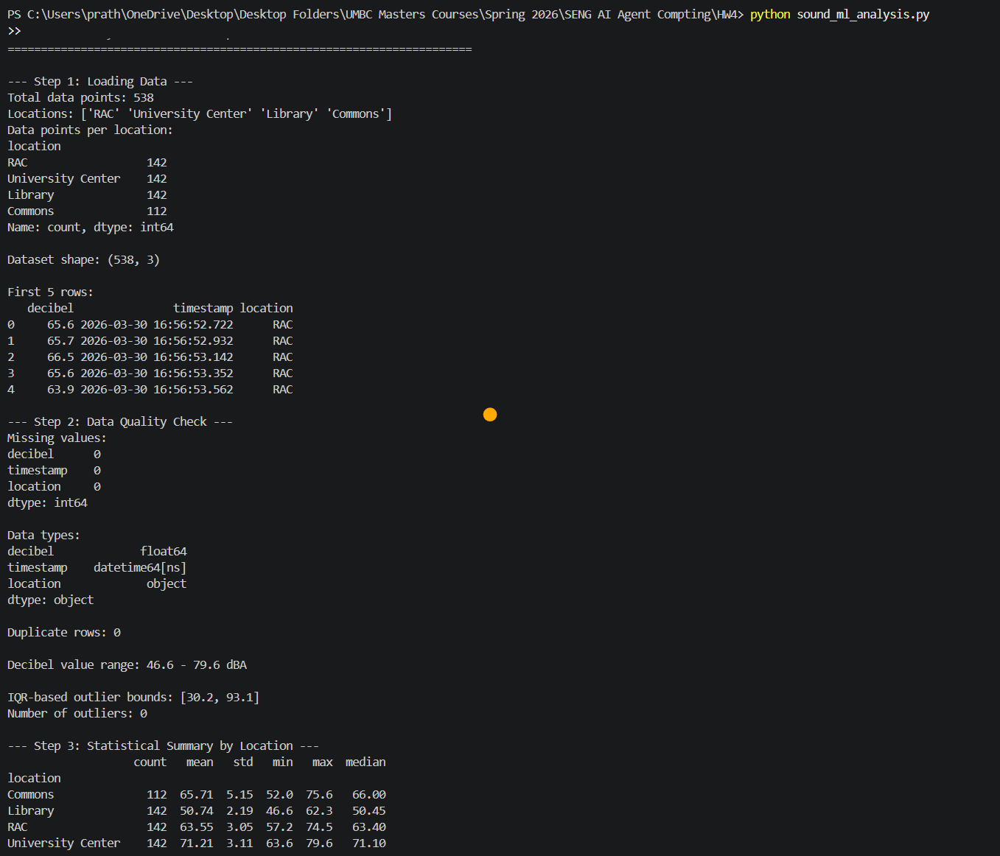 PS C:\Users\prath\OneDrive\Desktop\Desktop Folders\UMBC Masters Courses\Spring 2026\SENG AI Agent Compting\HW4> python sound_ml_analysis.py
>>
======================================================================
--- Step 1: Loading Data ---
Total data points: 538
Locations: ['RAC' 'University Center' 'Library' 'Commons']
Data points per location:
location
RAC                  142
University Center    142
Library              142
Commons              112
Name: count, dtype: int64
Dataset shape: (538, 3)
First 5 rows:
   decibel               timestamp location
0     65.6 2026-03-30 16:56:52.722      RAC
1     65.7 2026-03-30 16:56:52.932      RAC
2     66.5 2026-03-30 16:56:53.142      RAC
3     65.6 2026-03-30 16:56:53.352      RAC
4     63.9 2026-03-30 16:56:53.562      RAC
--- Step 2: Data Quality Check ---
Missing values:
decibel      0
timestamp    0
location     0
dtype: int64
Data types:
decibel             float64
timestamp    datetime64[ns]
location             object
dtype: object
Duplicate rows: 0
Decibel value range: 46.6 - 79.6 dBA
IQR-based outlier bounds: [30.2, 93.1]
Number of outliers: 0
--- Step 3: Statistical Summary by Location ---
                   count   mean   std   min   max  median
location
Commons              112  65.71  5.15  52.0  75.6   66.00
Library              142  50.74  2.19  46.6  62.3   50.45
RAC                  142  63.55  3.05  57.2  74.5   63.40
University Center    142  71.21  3.11  63.6  79.6   71.10